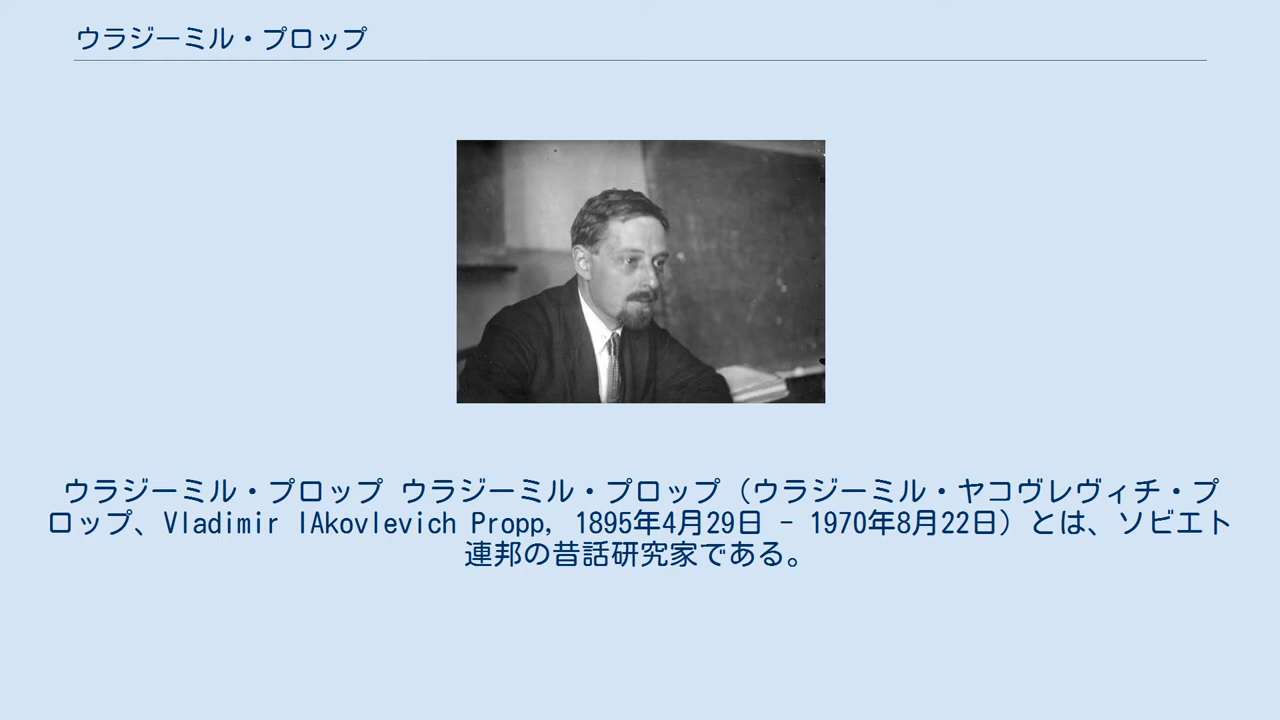 ウラジーミル・プロップ
ウラジーミル・プロップ ウラジーミル・プロップ（ウラジーミル・ヤコヴレヴィチ・プ
ロップ、Vladimir IAkovlevich Propp, 1895年4月29日 - 1970年8月22日）とは、ソビエト
連邦の昔話研究家である。